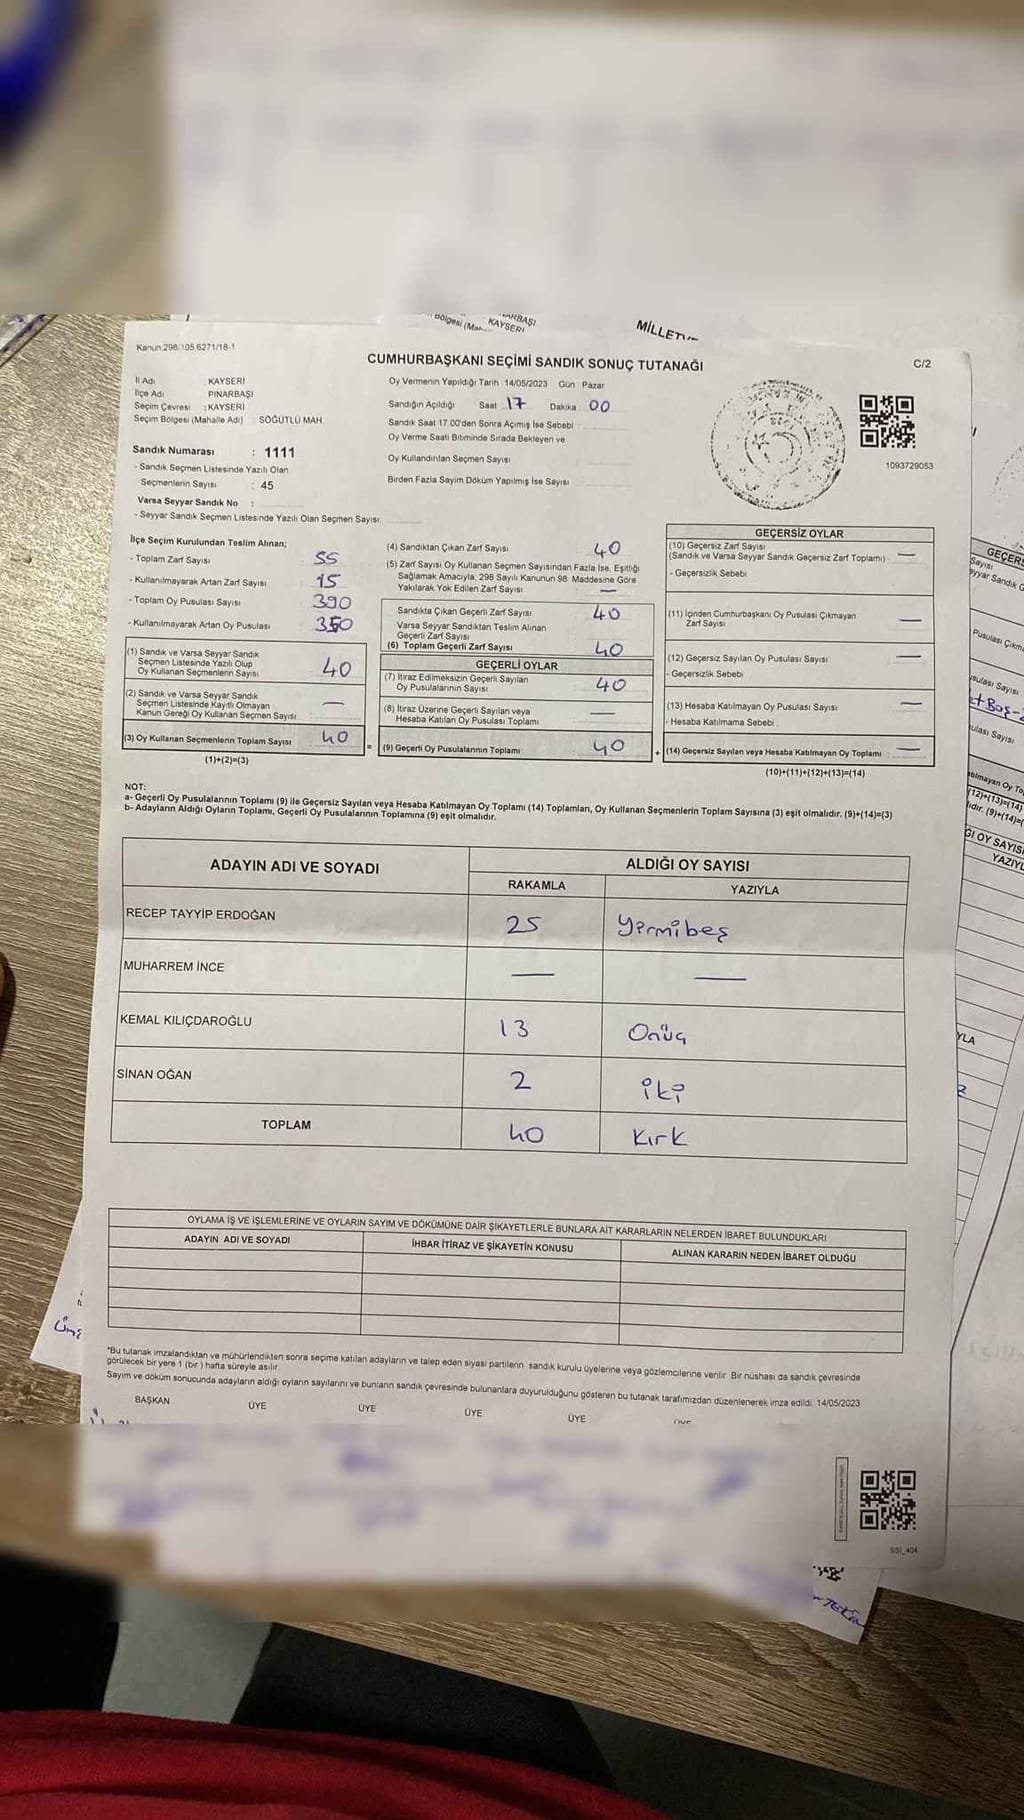 KAYSERİ
Kanun.298/105,6271/18-1
CUMHURBAŞKANI SEÇİMİ SANDIK SONUÇ TUTANAĞI
C/2
İl Adı KAYSERİ
İlçe Adı PINARBAŞI
Seçim Çevresi : KAYSERİ
Seçim Bölgesi (Mahalle Adı) SÖĞÜTLÜ MAH.
Sandık Numarası : 1111
- Sandık Seçmen Listesinde Yazılı Olan
Seçmenlerin Sayısı : 45
Varsa Seyyar Sandık No :
- Seyyar Sandık Seçmen Listesinde Yazılı Olan Seçmen Sayısı:
Oy Vermenin Yapıldığı Tarih 14/05/2023 Gün : Pazar
Sandığın Açıldığı Saat 17 Dakika 00
Sandık Saat 17.00'den Sonra Açımış İse Sebebi
Oy Verme Saati Bitiminde Sırada Bekleyen ve
Oy Kullandırılan Seçmen Sayısı
Birden Fazla Sayım Döküm Yapılmış İse Sayısı
1093729053
İlçe Seçim Kurulundan Teslim Alınan;
- Toplam Zarf Sayısı 55
- Kullanılmayarak Artan Zarf Sayısı 15
- Toplam Oy Pusulası Sayısı 390
- Kullanılmayarak Artan Oy Pusulası 350
(1) Sandık ve Varsa Seyyar Sandık
Seçmen Listesinde Yazılı Olup
Oy Kullanan Seçmenlerin Sayısı 40
(2) Sandık ve Varsa Seyyar Sandık
Seçmen Listesinde Kayıtlı Olmayan
Kanun Gereği Oy Kullanan Seçmen Sayısı —
(3) Oy Kullanan Seçmenlerin Toplam Sayısı 40
(1)+(2)=(3)
(4) Sandıktan Çıkan Zarf Sayısı 40
(5) Zarf Sayısı Oy Kullanan Seçmen Sayısından Fazla İse, Eşitliği
Sağlamak Amacıyla, 298 Sayılı Kanunun 98. Maddesine Göre
Yakılarak Yok Edilen Zarf Sayısı —
Sandıkta Çıkan Geçerli Zarf Sayısı 40
Varsa Seyyar Sandıktan Teslim Alınan
Geçerli Zarf Sayısı
(6) Toplam Geçerli Zarf Sayısı 40
GEÇERLİ OYLAR
(7) İtiraz Edilmeksizin Geçerli Sayılan
Oy Pusulalarının Sayısı 40
(8) İtiraz Üzerine Geçerli Sayılan veya
Hesaba Katılan Oy Pusulası Toplamı —
= (9) Geçerli Oy Pusulalarının Toplamı 40
GEÇERSİZ OYLAR
(10) Geçersiz Zarf Sayısı
(Sandık ve Varsa Seyyar Sandık Geçersiz Zarf Toplamı) —
- Geçersizlik Sebebi
(11) İçinden Cumhurbaşkanı Oy Pusulası Çıkmayan
Zarf Sayısı —
(12) Geçersiz Sayılan Oy Pusulası Sayısı —
- Geçersizlik Sebebi
(13) Hesaba Katılmayan Oy Pusulası Sayısı —
- Hesaba Katılmama Sebebi
+ (14) Geçersiz Sayılan veya Hesaba Katılmayan Oy Toplamı —
(10)+(11)+(12)+(13)=(14)
NOT:
a- Geçerli Oy Pusulalarının Toplamı (9) ile Geçersiz Sayılan veya Hesaba Katılmayan Oy Toplamı (14) Toplamları, Oy Kullanan Seçmenlerin Toplam Sayısına (3) eşit olmalıdır. (9)+(14)=(3)
b- Adayların Aldığı Oyların Toplamı, Geçerli Oy Pusulalarının Toplamına (9) eşit olmalıdır.
ADAYIN ADI VE SOYADI ALDIĞI OY SAYISI
RAKAMLA YAZIYLA
RECEP TAYYİP ERDOĞAN 25 Yirmibeş
MUHARREM İNCE — —
KEMAL KILIÇDAROĞLU 13 Onüç
SİNAN OĞAN 2 iki
TOPLAM 40 Kırk
OYLAMA İŞ VE İŞLEMLERİNE VE OYLARIN SAYIM VE DÖKÜMÜNE DAİR ŞİKAYETLERLE BUNLARA AİT KARARLARIN NELERDEN İBARET BULUNDUKLARI
ADAYIN ADI VE SOYADI İHBAR İTİRAZ VE ŞİKAYETİN KONUSU ALINAN KARARIN NEDEN İBARET OLDUĞU
*Bu tutanak imzalandıktan ve mühürlendikten sonra seçime katılan adayların ve talep eden siyasi partilerin sandık kurulu üyelerine veya gözlemcilerine verilir. Bir nüshası da sandık çevresinde
görülecek bir yere 1 (bir) hafta süreyle asılır.
Sayım ve döküm sonucunda adayların aldığı oyların sayılarını ve bunların sandık çevresinde bulunanlara duyurulduğunu gösteren bu tutanak tarafımızdan düzenlenerek imza edildi. 14/05/2023
BAŞKAN ÜYE ÜYE ÜYE ÜYE
SSİ_404